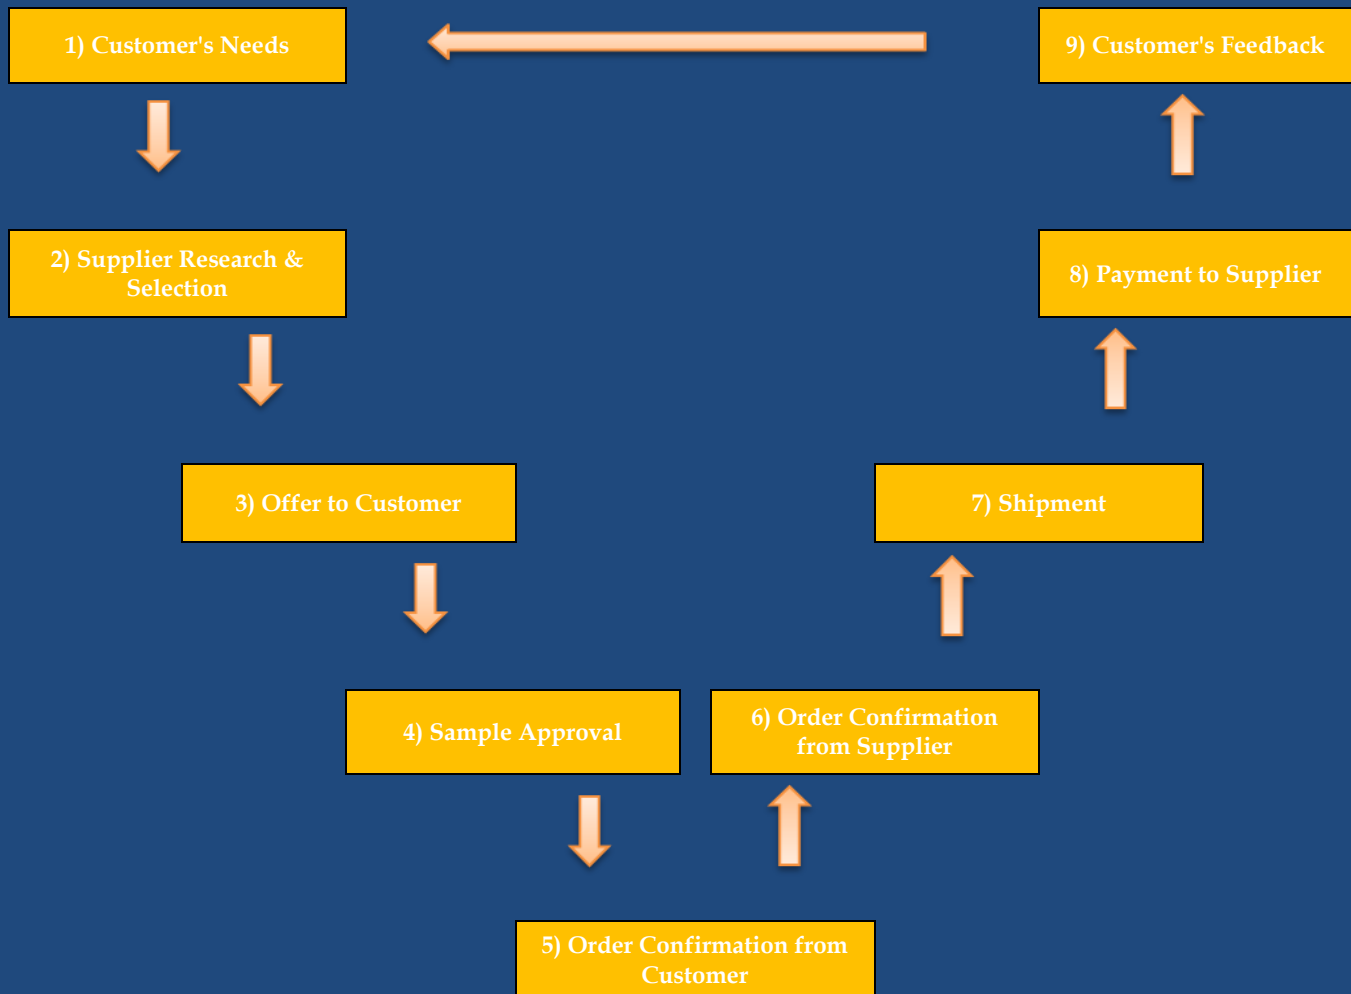 1) Customer's Needs
2) Supplier Research &
Selection
3) Offer to Customer
4) Sample Approval
5) Order Confirmation from
Customer
6) Order Confirmation
from Supplier
7) Shipment
8) Payment to Supplier
9) Customer's Feedback